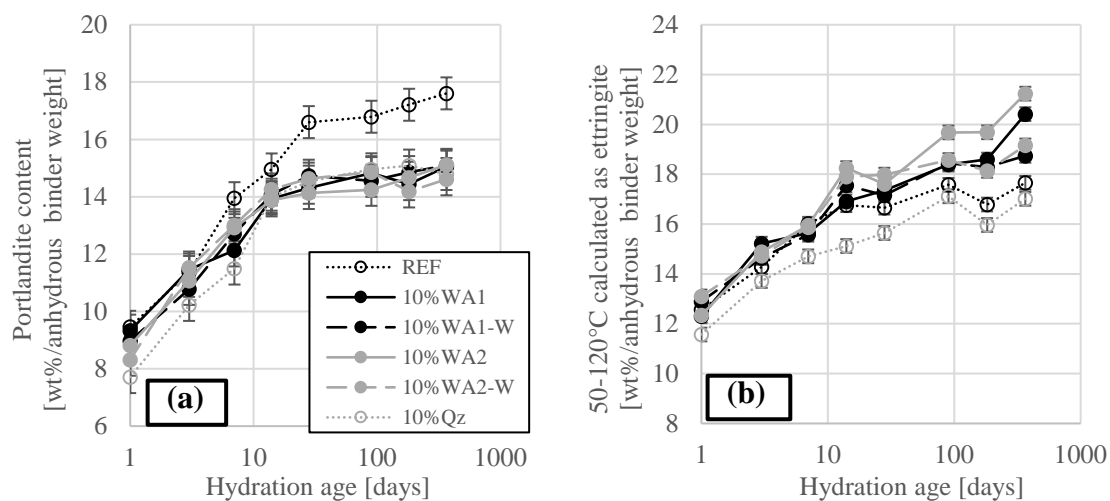 20
18
16
14
12
10
8
6
Portlandite content
[wt%/anhydrous binder weight]
1
10
100
1000
Hydration age [days]
(a)
REF
10%WA1
10%WA1-W
10%WA2
10%WA2-W
10%Qz
24
22
20
18
16
14
12
10
8
50-120°C calculated as ettringite
[wt%/anhydrous binder weight]
1
10
100
1000
Hydration age [days]
(b)